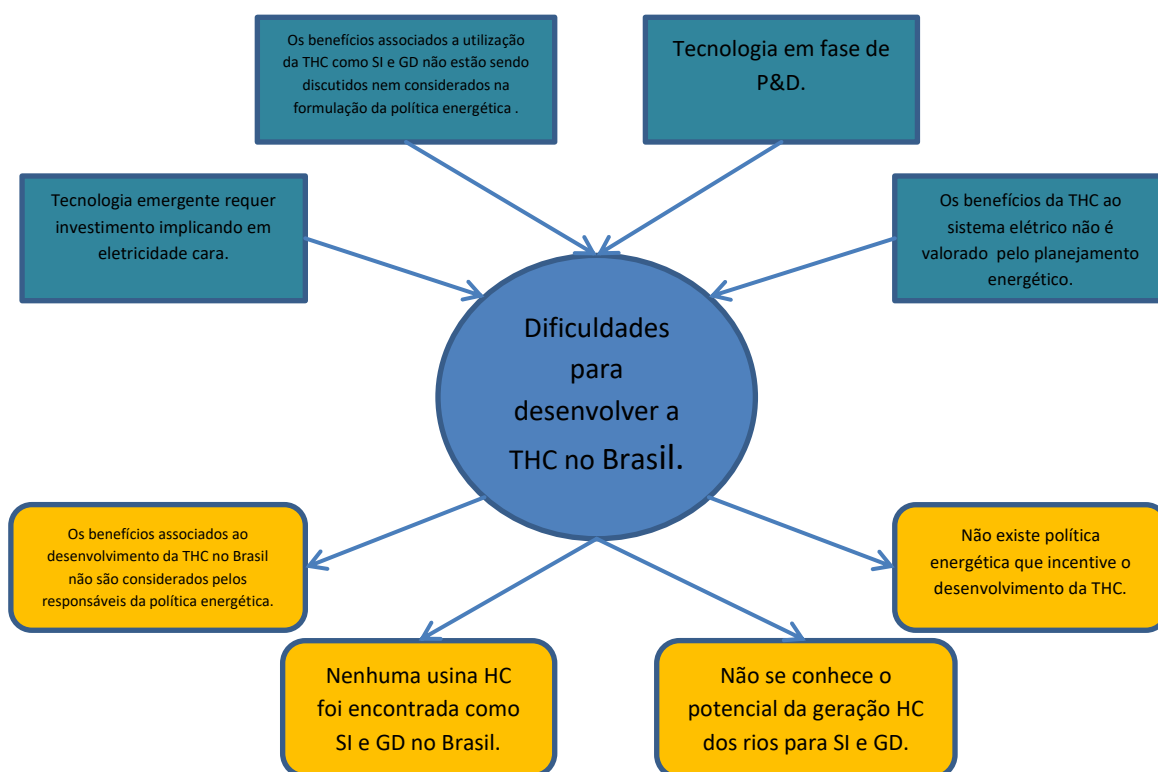 Os benefícios associados a utilização
da THC como SI e GD não estão sendo
discutidos nem considerados na
formulação da política energética .
Tecnologia em fase de
P&D.
Tecnologia emergente requer
investimento implicando em
eletricidade cara.
Os benefícios da THC ao
sistema elétrico não é
valorado pelo planejamento
energético.
Dificuldades
para
desenvolver a
THC no Brasil.
Os benefícios associados ao
desenvolvimento da THC no Brasil
não são considerados pelos
responsáveis da política energética.
Não existe política
energética que incentive o
desenvolvimento da THC.
Nenhuma usina HC
foi encontrada como
SI e GD no Brasil.
Não se conhece o
potencial da geração HC
dos rios para SI e GD.